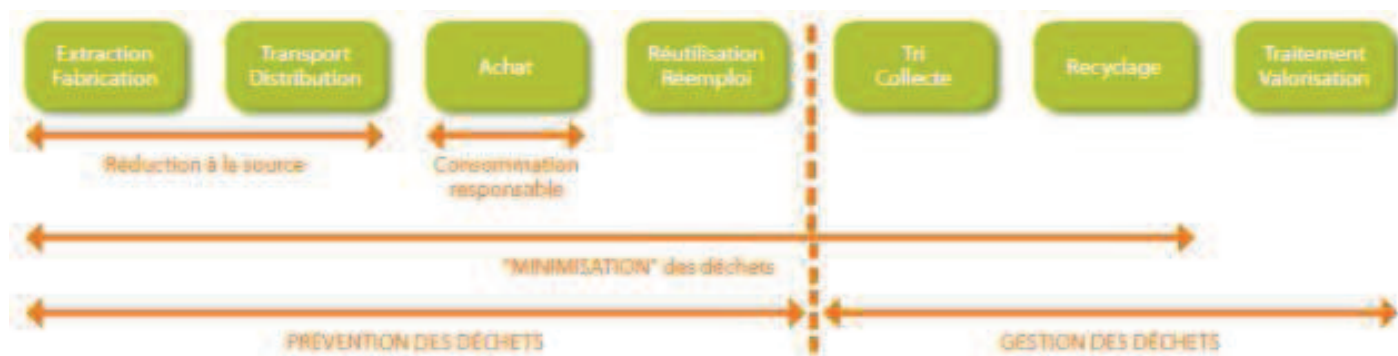 Extraction
Fabrication
Transport
Distribution
Achat
Réutilisation
Réemploi
Tri
Collecte
Recyclage
Traitement
Valorisation
Réduction à la source
Consommation
responsable
"MINIMISATION" des déchets
PRÉVENTION DES DÉCHETS
GESTION DES DÉCHETS